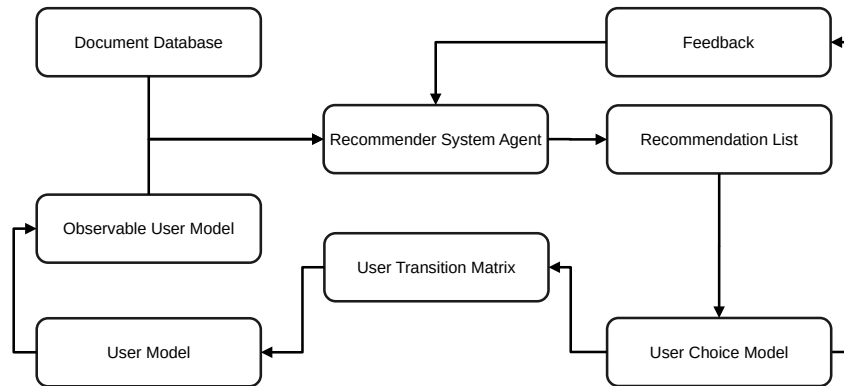 Document Database
Feedback
Recommender System Agent
Recommendation List
Observable User Model
User Transition Matrix
User Model
User Choice Model